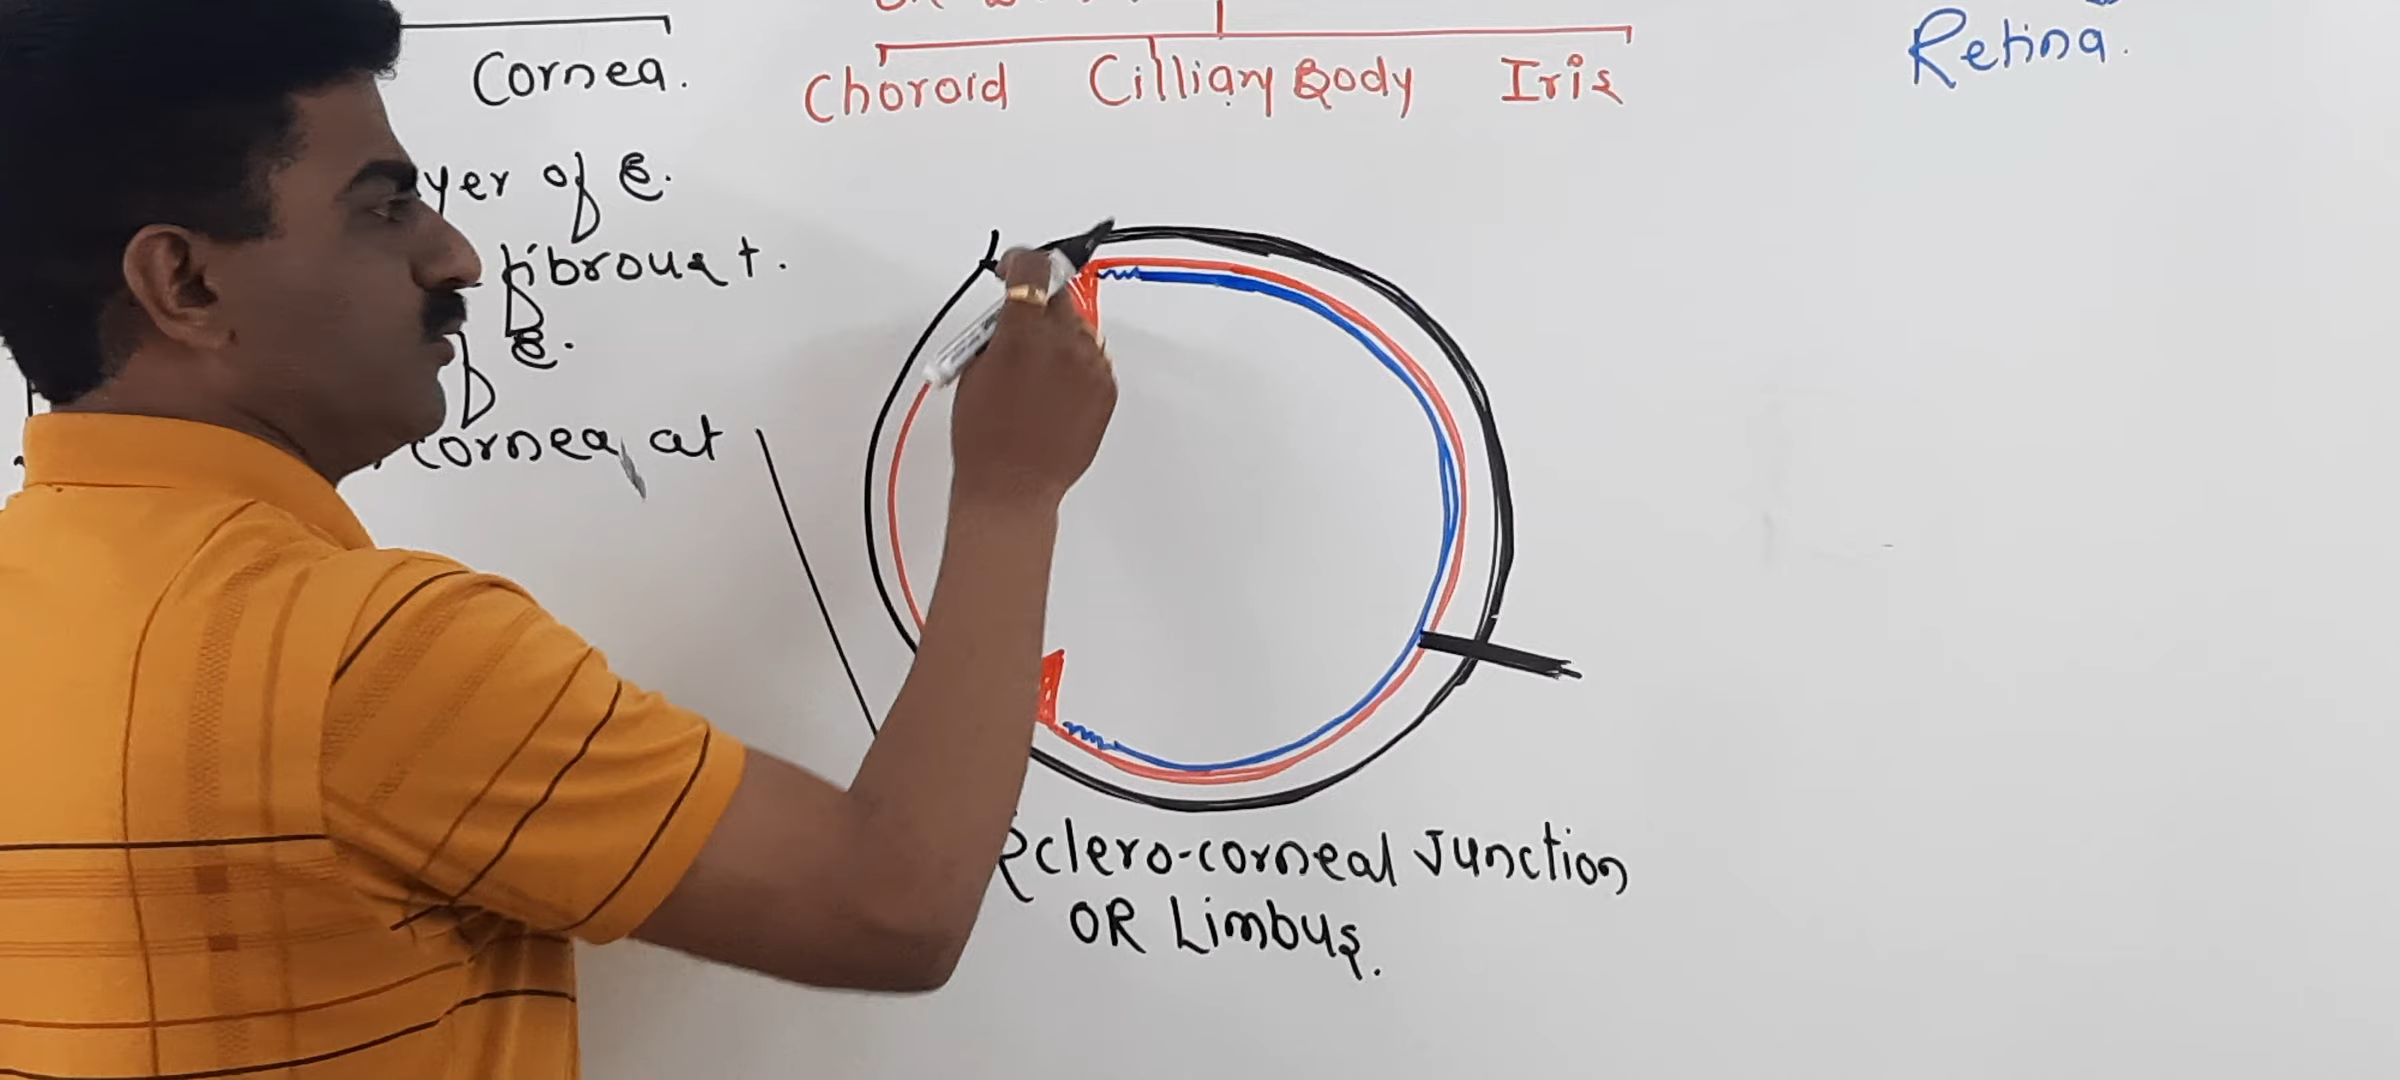 Cornea.
Choroid Cilliary Body Iris
Retina.
yer of e.
fibrous t.
e.
cornea, at
Sclero-corneal Junction
OR Limbus.